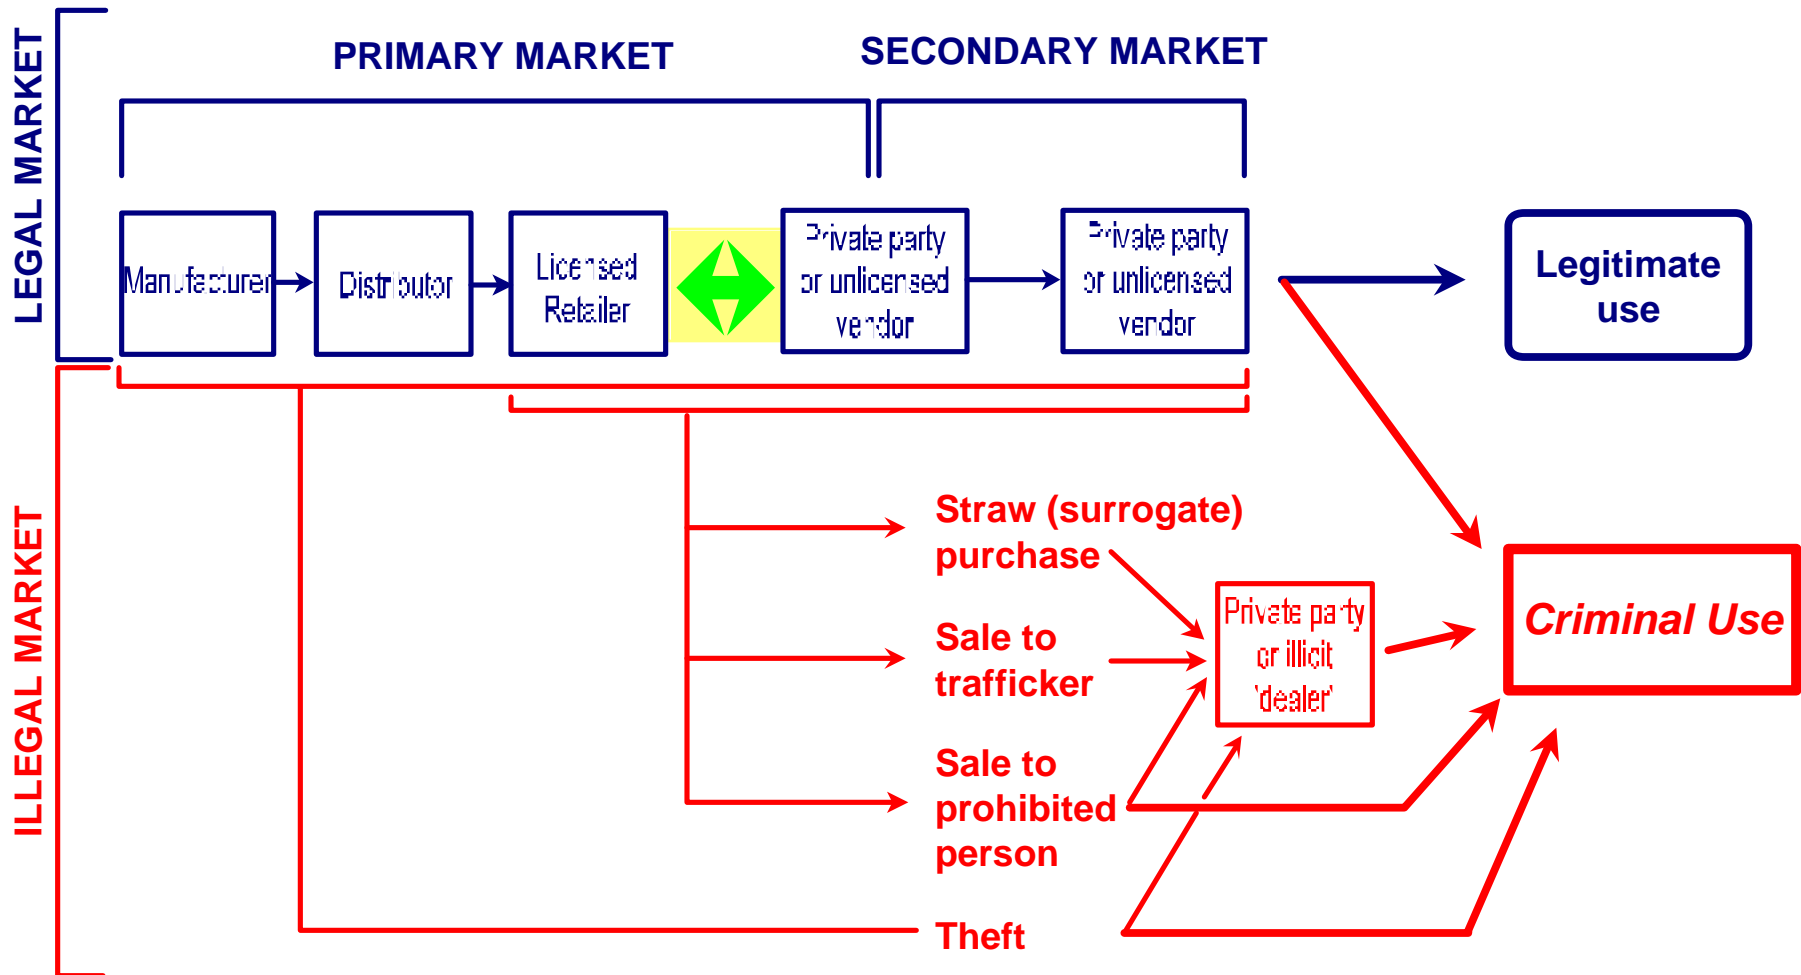 PRIMARY MARKET
SECONDARY MARKET
LEGAL MARKET
Manufacturer
Distributor
Licensed
Retailer
Private party
or unlicensed
vendor
Private party
or unlicensed
vendor
Legitimate
use
ILLEGAL MARKET
Straw (surrogate)
purchase
Sale to
trafficker
Sale to
prohibited
person
Theft
Private party
or illicit
'dealer'
Criminal Use